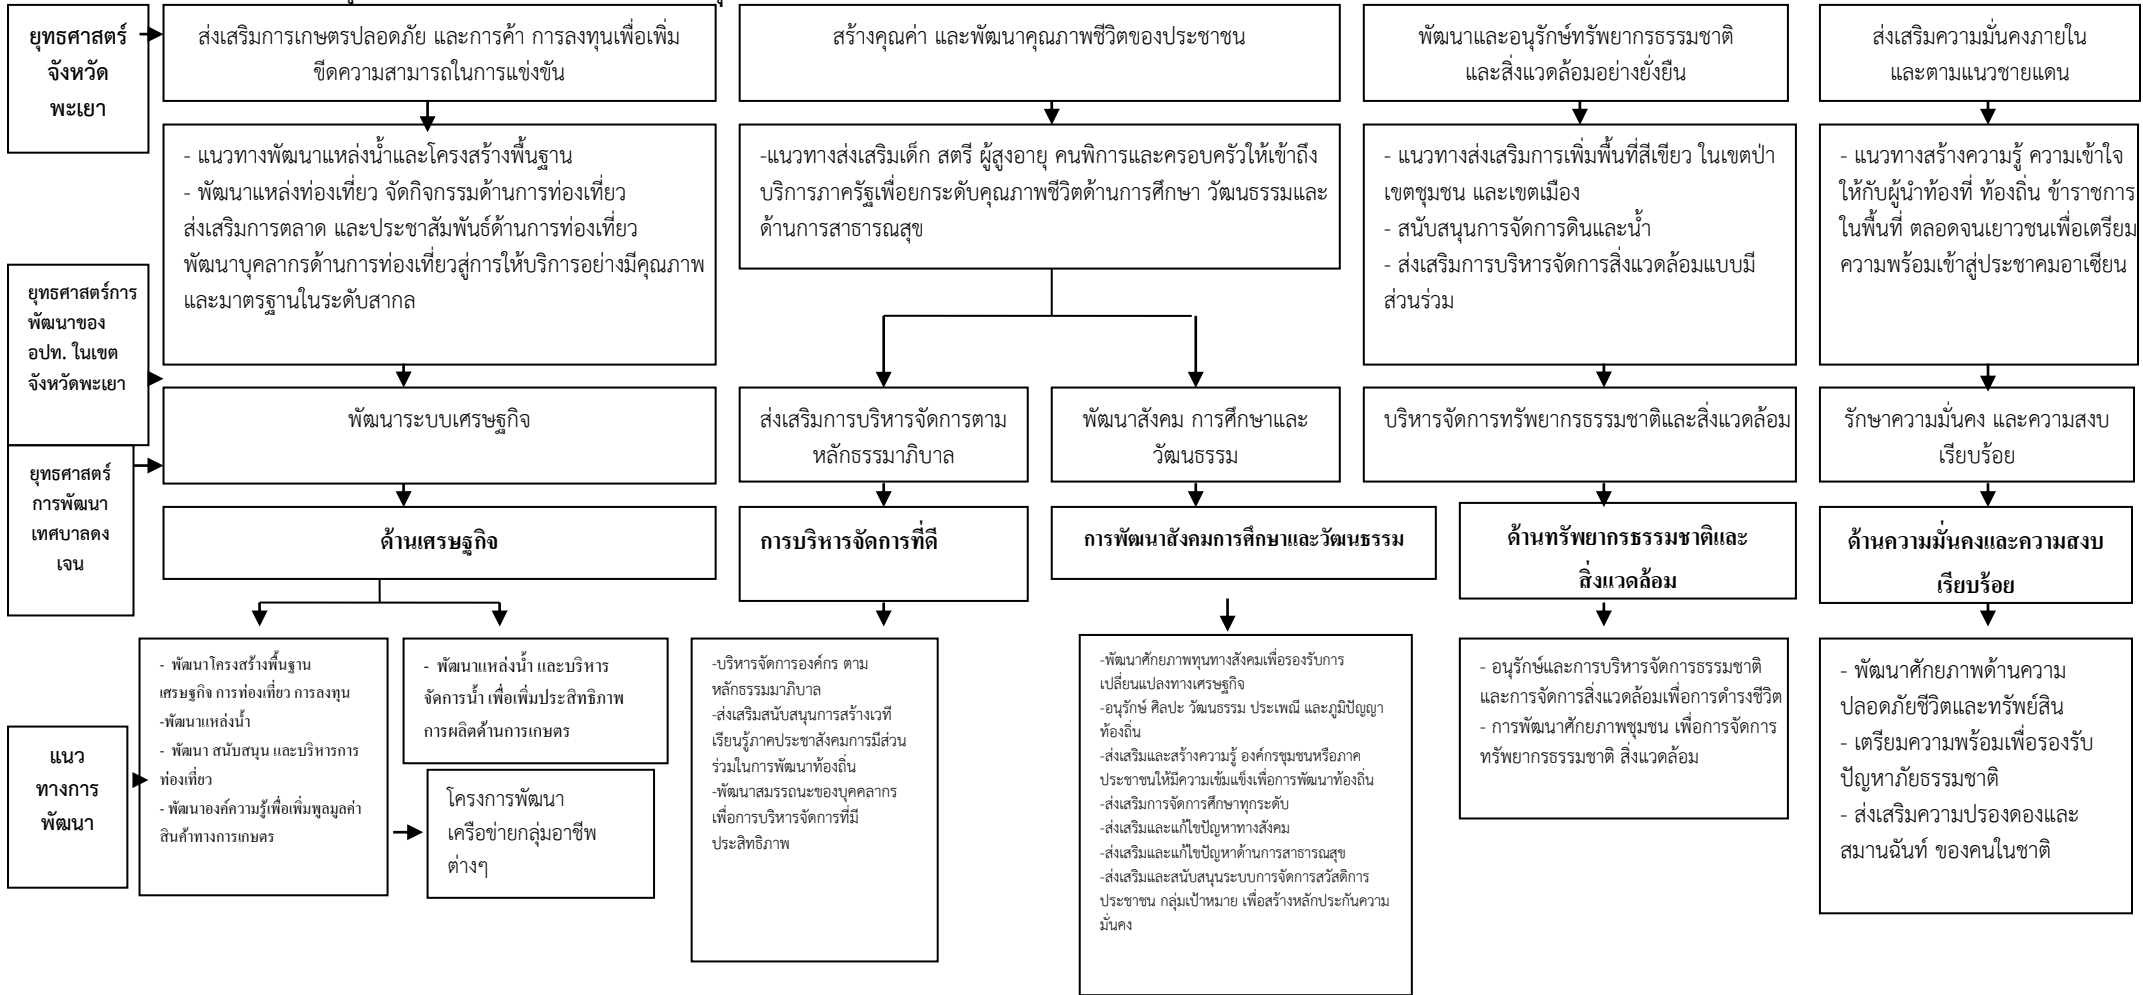 ยุทธศาสตร์
จังหวัด
พะเยา
ส่งเสริมการเกษตรปลอดภัย และการค้า การลงทุนเพื่อเพิ่ม
ขีดความสามารถในการแข่งขัน
สร้างคุณค่า และพัฒนาคุณภาพชีวิตของประชาชน
พัฒนาและอนุรักษ์ทรัพยากรธรรมชาติ
และสิ่งแวดล้อมอย่างยั่งยืน
ส่งเสริมความมั่นคงภายใน
และตามแนวชายแดน
- แนวทางพัฒนาแหล่งน้ำและโครงสร้างพื้นฐาน
- พัฒนาแหล่งท่องเที่ยว จัดกิจกรรมด้านการท่องเที่ยว
ส่งเสริมการตลาด และประชาสัมพันธ์ด้านการท่องเที่ยว
พัฒนาบุคลากรด้านการท่องเที่ยวสู่การให้บริการอย่างมีคุณภาพ
และมาตรฐานในระดับสากล
-แนวทางส่งเสริมเด็ก สตรี ผู้สูงอายุ คนพิการและครอบครัวให้เข้าถึง
บริการภาครัฐเพื่อยกระดับคุณภาพชีวิตด้านการศึกษา วัฒนธรรมและ
ด้านการสาธารณสุข
- แนวทางส่งเสริมการเพิ่มพื้นที่สีเขียว ในเขตป่า
เขตชุมชน และเขตเมือง
- สนับสนุนการจัดการดินและน้ำ
- ส่งเสริมการบริหารจัดการสิ่งแวดล้อมแบบมี
ส่วนร่วม
- แนวทางสร้างความรู้ ความเข้าใจ
ให้กับผู้นำท้องที่ ท้องถิ่น ข้าราชการ
ในพื้นที่ ตลอดจนเยาวชนเพื่อเตรียม
ความพร้อมเข้าสู่ประชาคมอาเซียน
ยุทธศาสตร์การ
พัฒนาของ
อปท. ในเขต
จังหวัดพะเยา
พัฒนาระบบเศรษฐกิจ
ส่งเสริมการบริหารจัดการตาม
หลักธรรมาภิบาล
พัฒนาสังคม การศึกษาและ
วัฒนธรรม
บริหารจัดการทรัพยากรธรรมชาติและสิ่งแวดล้อม
รักษาความมั่นคง และความสงบ
เรียบร้อย
ยุทธศาสตร์
การพัฒนา
เทศบาลดง
เจน
ด้านเศรษฐกิจ
การบริหารจัดการที่ดี
การพัฒนาสังคมการศึกษาและวัฒนธรรม
ด้านทรัพยากรธรรมชาติและ
สิ่งแวดล้อม
ด้านความมั่นคงและความสงบ
เรียบร้อย
แนว
ทางการ
พัฒนา
- พัฒนาโครงสร้างพื้นฐาน
เศรษฐกิจ การท่องเที่ยว การลงทุน
-พัฒนาแหล่งน้ำ
- พัฒนา สนับสนุน และบริหารการ
ท่องเที่ยว
- พัฒนาองค์ความรู้เพื่อเพิ่มพูลมูลค่า
สินค้าทางการเกษตร
- พัฒนาแหล่งน้ำ และบริหาร
จัดการน้ำ เพื่อเพิ่มประสิทธิภาพ
การผลิตด้านการเกษตร
โครงการพัฒนา
เครือข่ายกลุ่มอาชีพ
ต่างๆ
-บริหารจัดการองค์กร ตาม
หลักธรรมมาภิบาล
-ส่งเสริมสนับสนุนการสร้างเวที
เรียนรู้ภาคประชาสังคมการมีส่วน
ร่วมในการพัฒนาท้องถิ่น
-พัฒนาสมรรถนะของบุคคลากร
เพื่อการบริหารจัดการที่มี
ประสิทธิภาพ
-พัฒนาศักยภาพทุนทางสังคมเพื่อรองรับการ
เปลี่ยนแปลงทางเศรษฐกิจ
-อนุรักษ์ ศิลปะ วัฒนธรรม ประเพณี และภูมิปัญญา
ท้องถิ่น
-ส่งเสริมและสร้างความรู้ องค์กรชุมชนหรือภาค
ประชาชนให้มีความเข้มแข็งเพื่อการพัฒนาท้องถิ่น
-ส่งเสริมการจัดการศึกษาทุกระดับ
-ส่งเสริมและแก้ไขปัญหาทางสังคม
-ส่งเสริมและแก้ไขปัญหาด้านการสาธารณสุข
-ส่งเสริมและสนับสนุนระบบการจัดการสวัสดิการ
ประชาชน กลุ่มเป้าหมาย เพื่อสร้างหลักประกันความ
มั่นคง
- อนุรักษ์และการบริหารจัดการธรรมชาติ
และการจัดการสิ่งแวดล้อมเพื่อการดำรงชีวิต
- การพัฒนาศักยภาพชุมชน เพื่อการจัดการ
ทรัพยากรธรรมชาติ สิ่งแวดล้อม
- พัฒนาศักยภาพด้านความ
ปลอดภัยชีวิตและทรัพย์สิน
- เตรียมความพร้อมเพื่อรองรับ
ปัญหาภัยธรรมชาติ
- ส่งเสริมความปรองดองและ
สมานฉันท์ ของคนในชาติ